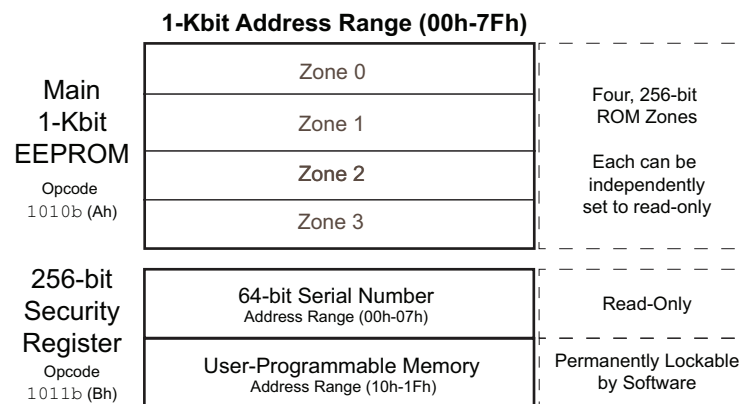 1-Kbit Address Range (00h-7Fh)
Main
1-Kbit
EEPROM
Opcode
1010b (Ah)
Zone 0
Zone 1
Zone 2
Zone 3
Four, 256-bit
ROM Zones
Each can be
independently
set to read-only
256-bit
Security
Register
Opcode
1011b (Bh)
64-bit Serial Number
Address Range (00h-07h)
Read-Only
User-Programmable Memory
Address Range (10h-1Fh)
Permanently Lockable
by Software